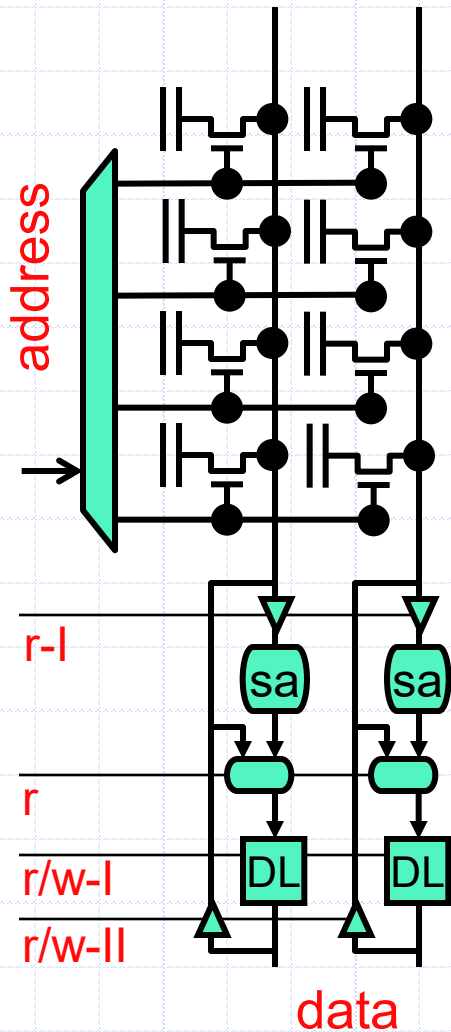 address
r-I
sa sa
r
r/w-I
DL DL
r/w-II
data